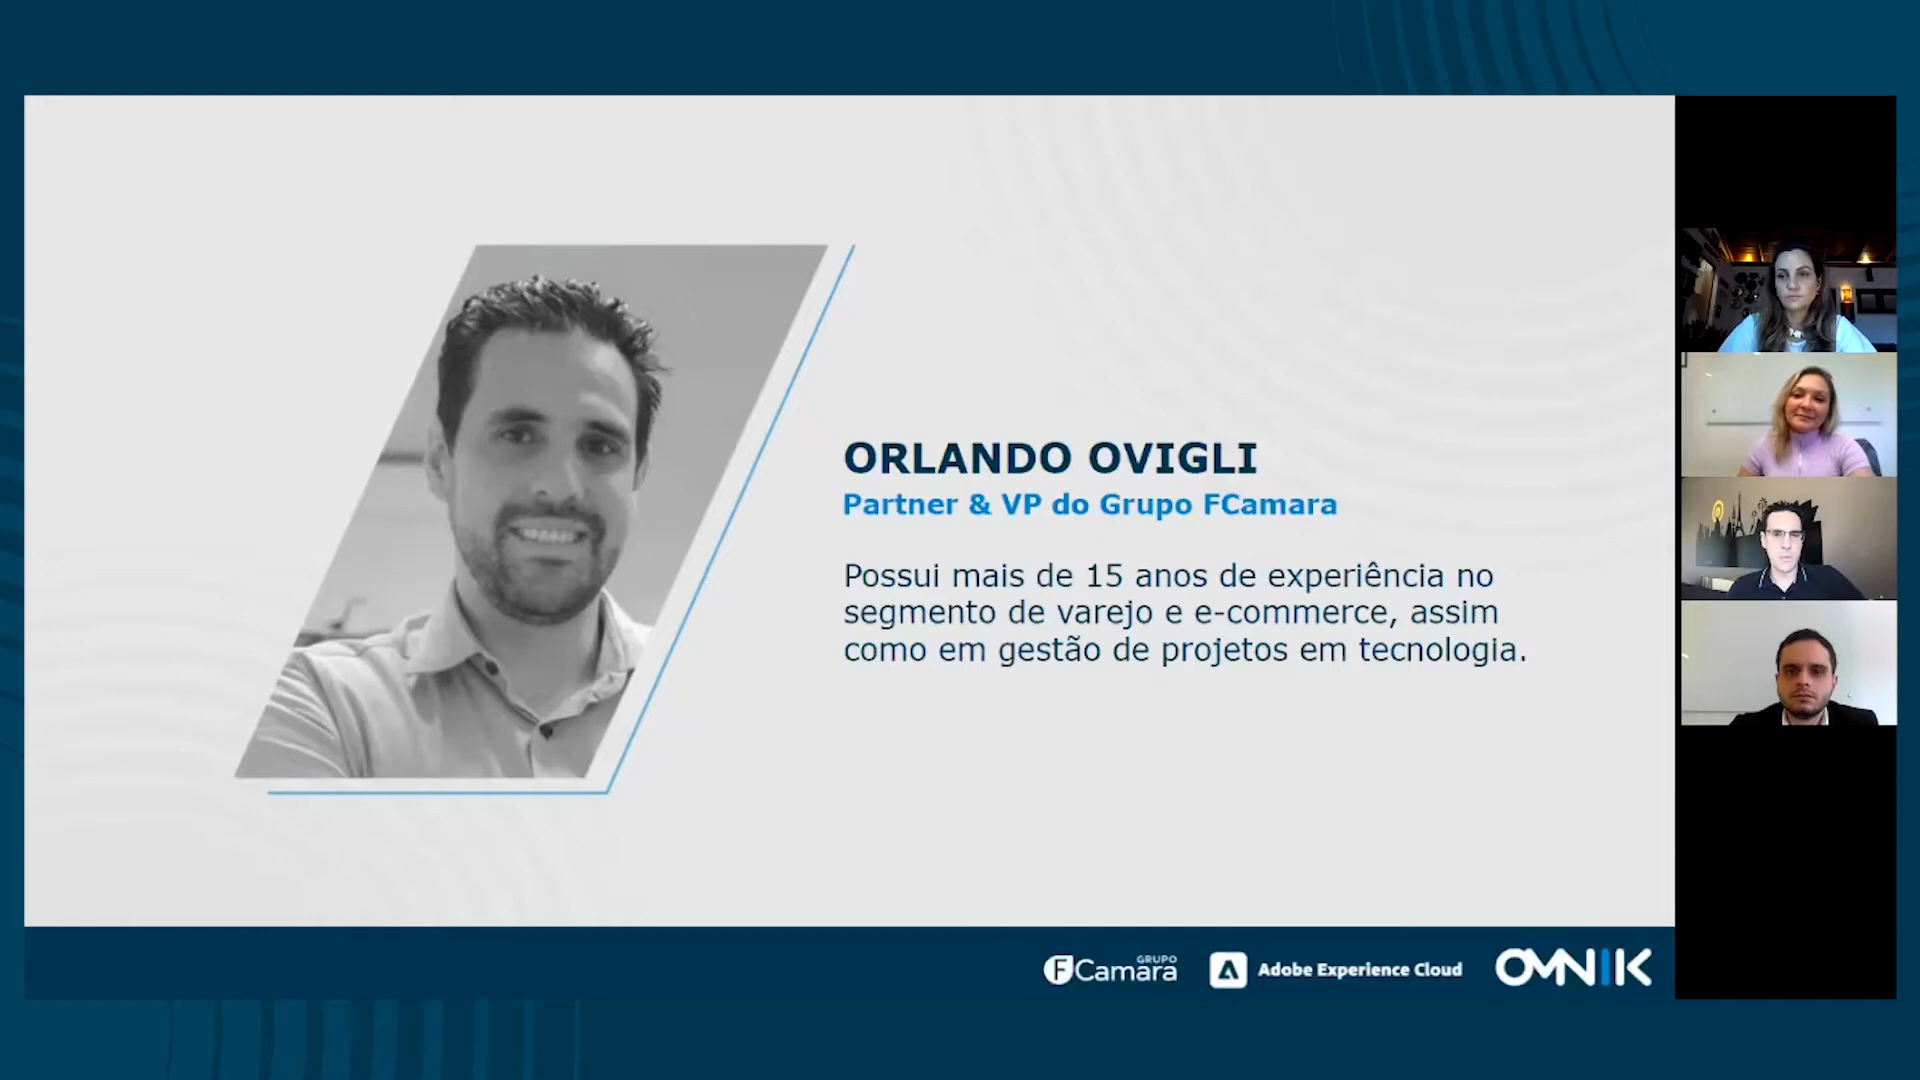 ORLANDO OVIGLI
Partner & VP do Grupo FCamara
Possui mais de 15 anos de experiência no
segmento de varejo e e-commerce, assim
como em gestão de projetos em tecnologia.
GRUPO
FCamara
Adobe Experience Cloud
OMNIK